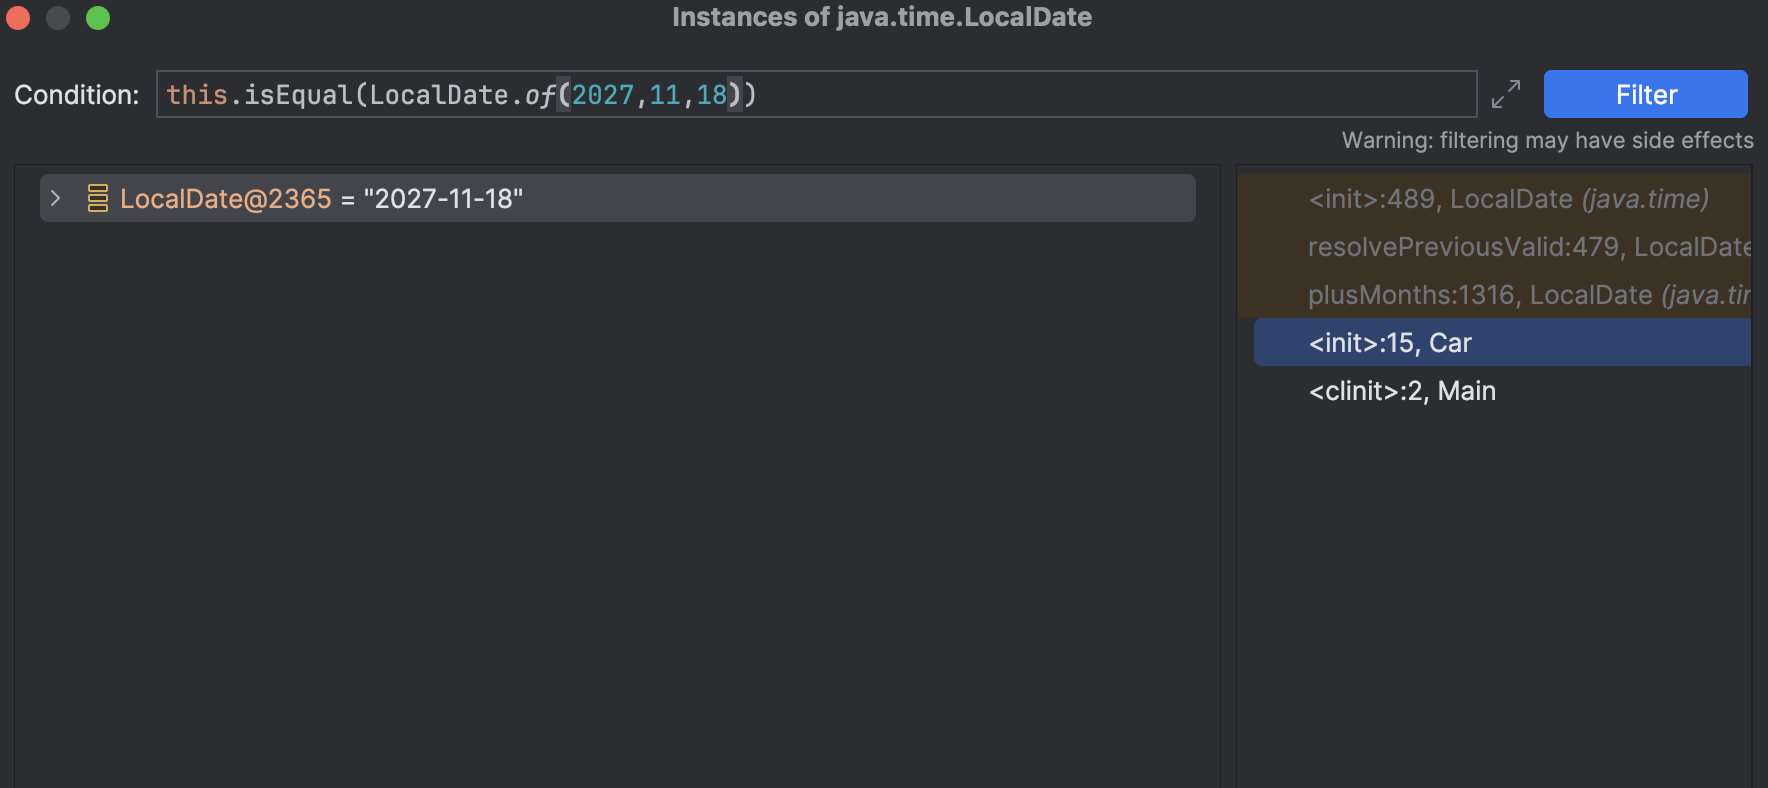 Instances of java.time.LocalDate
Condition: this.isEqual(LocalDate.of(2027,11,18)) Filter
Warning: filtering may have side effects
LocalDate@2365 = "2027-11-18"
<init>:489, LocalDate (java.time)
resolvePreviousValid:479, LocalDate
plusMonths:1316, LocalDate (java.tim
<init>:15, Car
<clinit>:2, Main